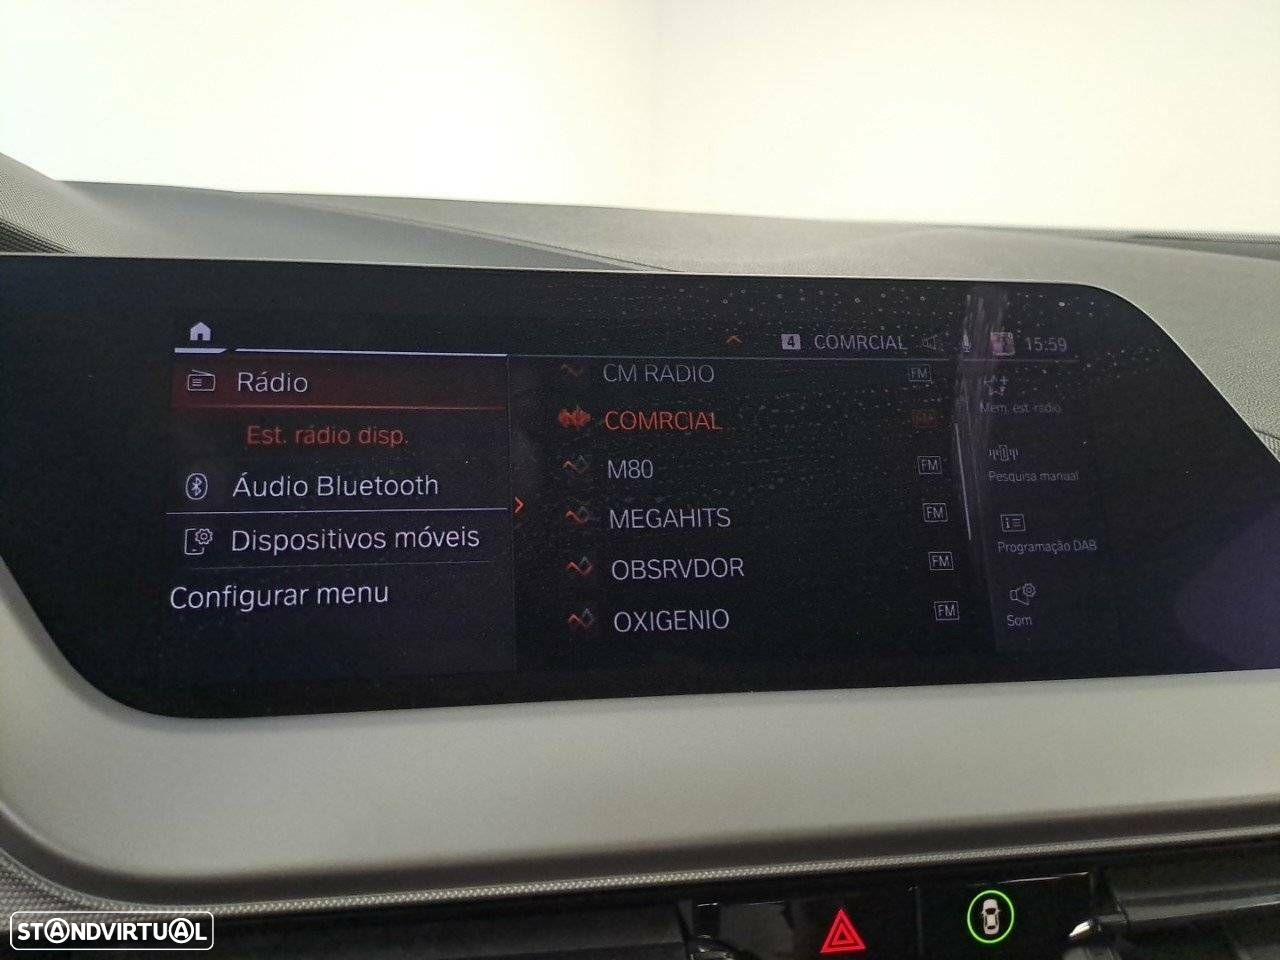 4 COMRCIAL 15:59
Rádio
Est. rádio disp.
Áudio Bluetooth
Dispositivos móveis
Configurar menu
CM RADIO FM
COMRCIAL FM
M80 FM
MEGAHITS FM
OBSRVDOR FM
OXIGENIO FM
Mem. est. rádio
Pesquisa manual
Programação DAB
Som
STANDVIRTUAL